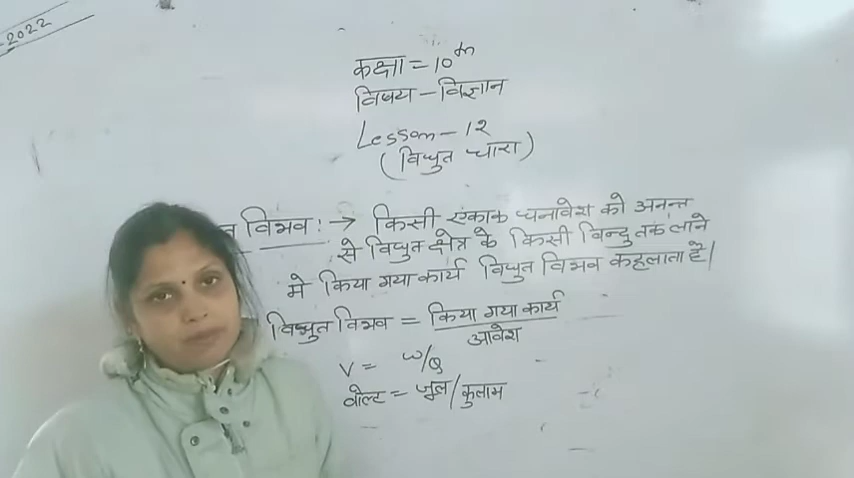 -2022
कक्षा = 10th
विषय - विज्ञान
Lesson - 12
(विधुत धारा)
विभव : → किसी एकांक धनावेश को अनन्त
से विधुत क्षेत्र के किसी विन्दु तक लाने
मे किया गया कार्य विधुत विभव कहलाता है।
विधुत विभव = किया गया कार्य
आवेश
V = W/Q
वोल्ट = जूल/कुलाम